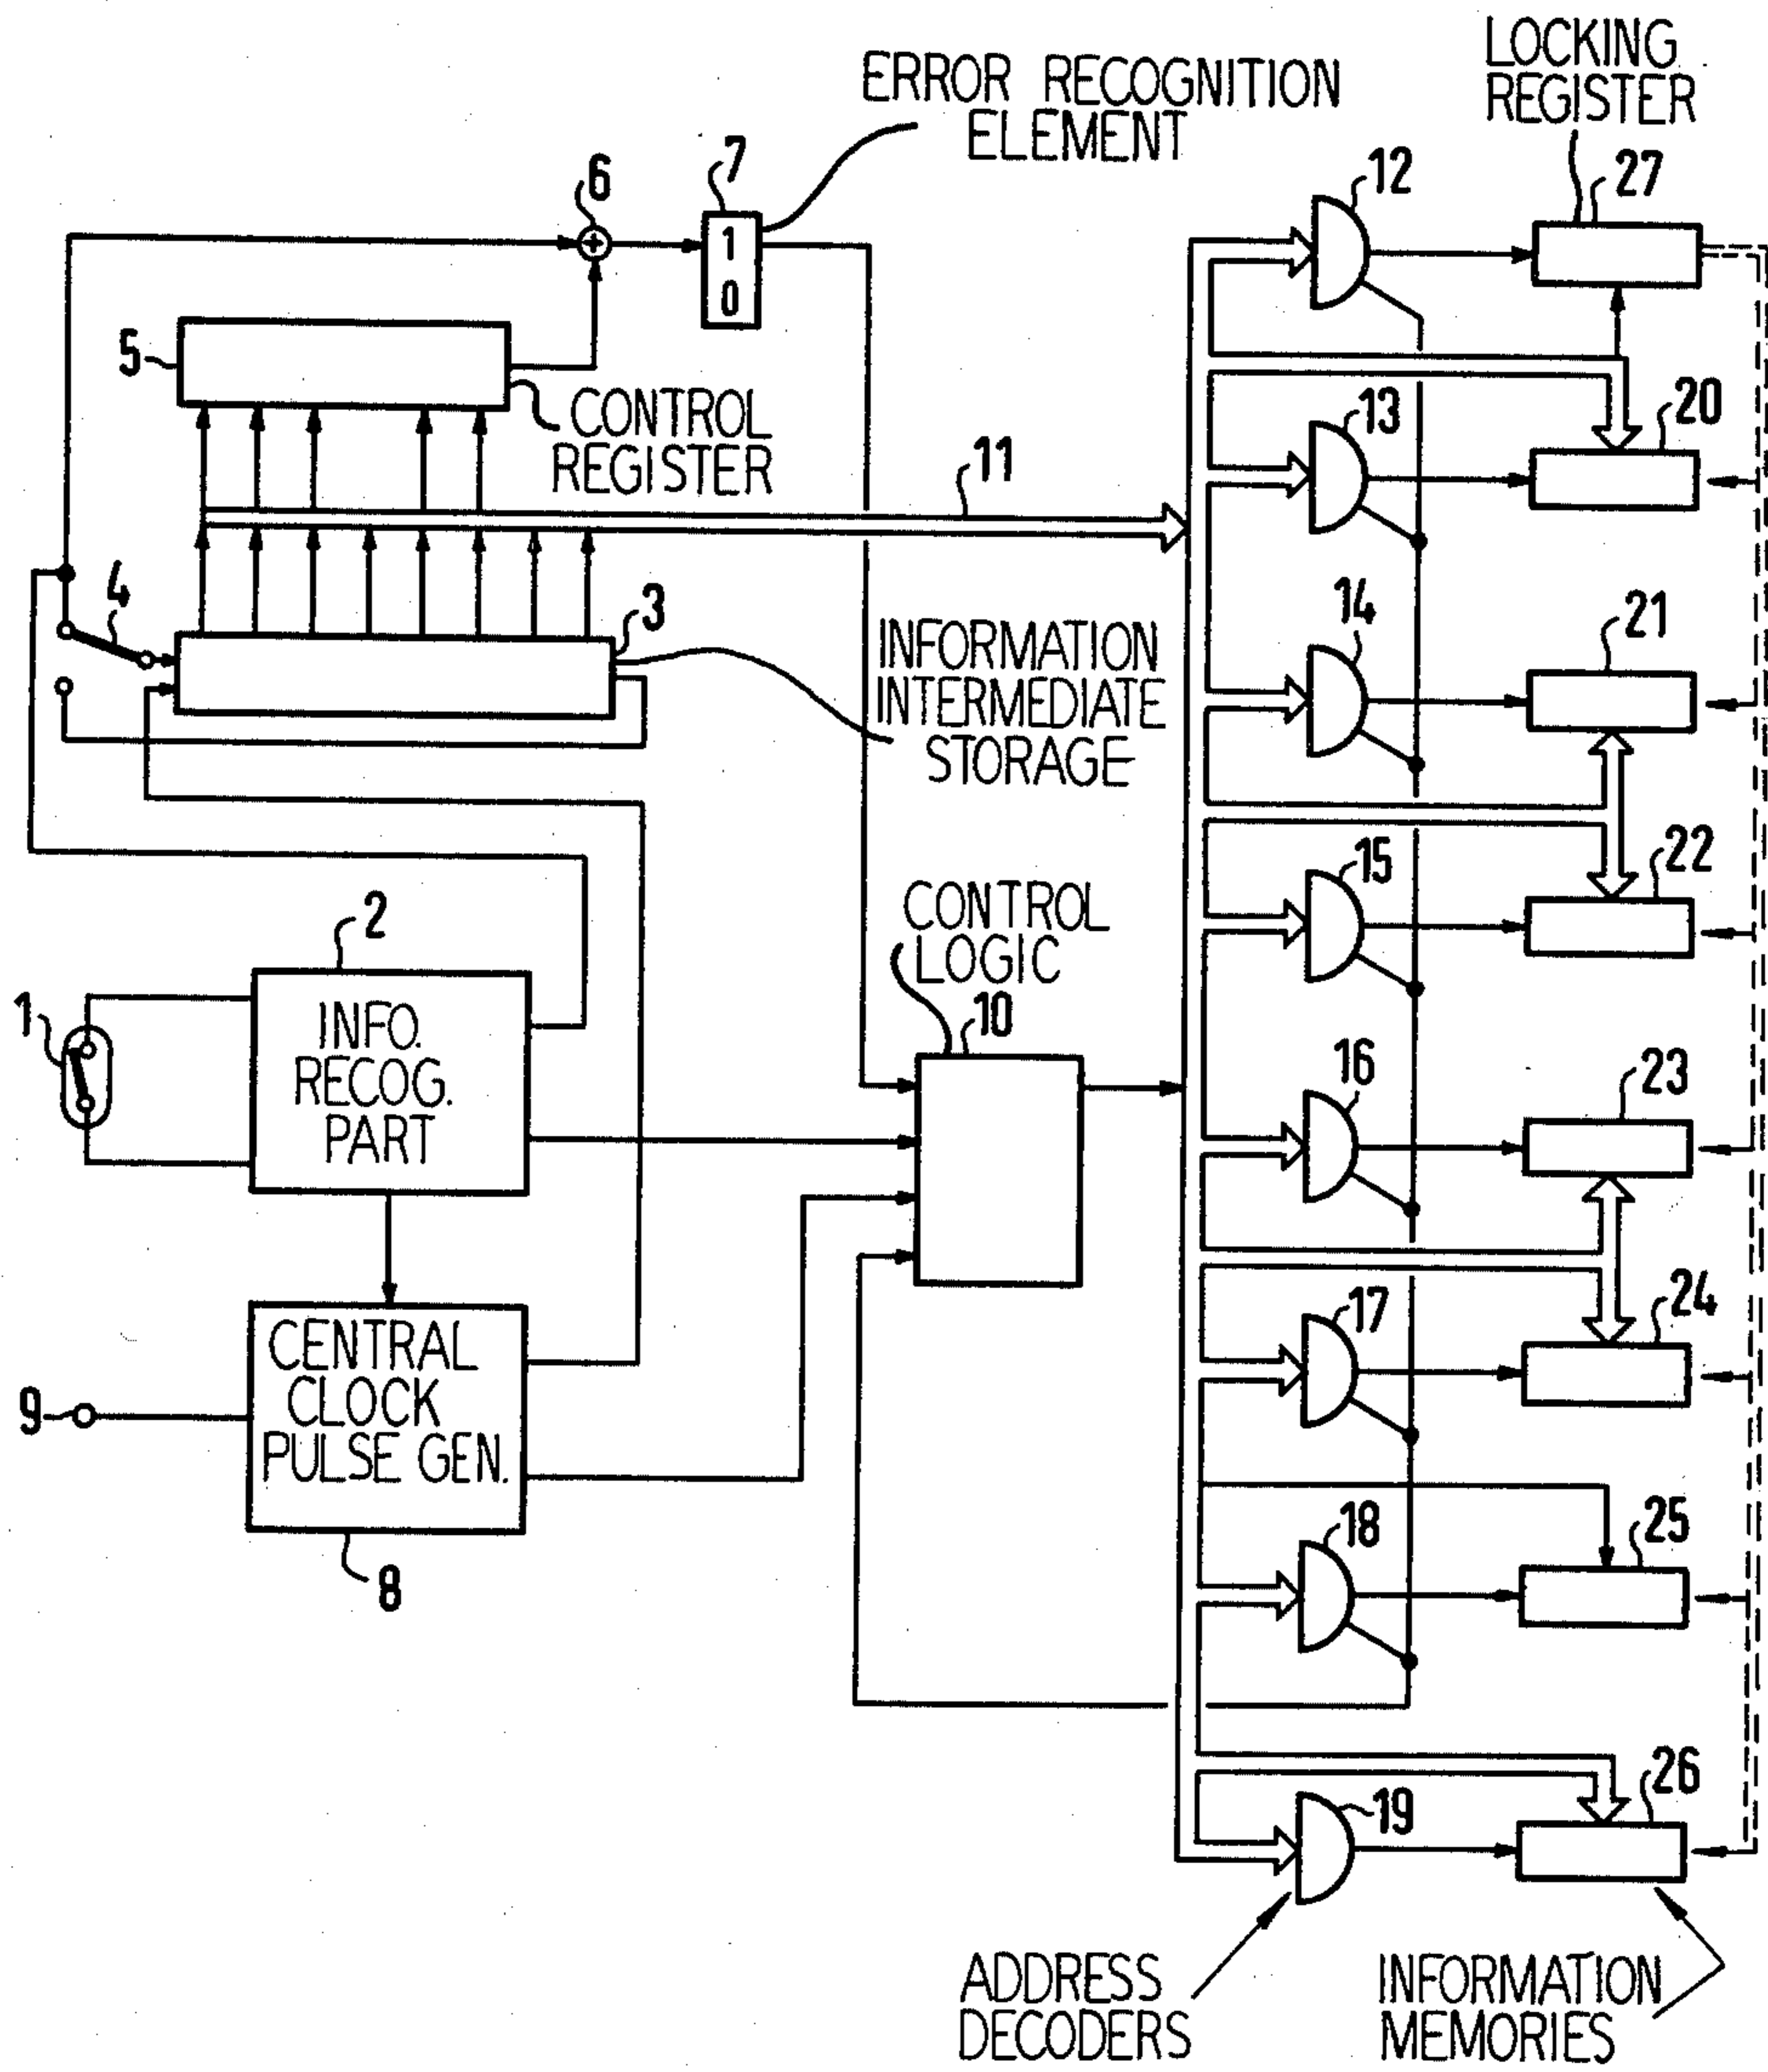 LOCKING
REGISTER
27
ERROR RECOGNITION
ELEMENT
12
7
6
1
0
5
CONTROL
REGISTER
11
13
20
4
3
INFORMATION
INTERMEDIATE
STORAGE
14
21
15
22
2
INFO.
RECOG.
PART
1
CONTROL
LOGIC
10
16
23
CENTRAL
CLOCK
PULSE GEN.
9
8
17
24
18
25
19
26
ADDRESS
DECODERS
INFORMATION
MEMORIES